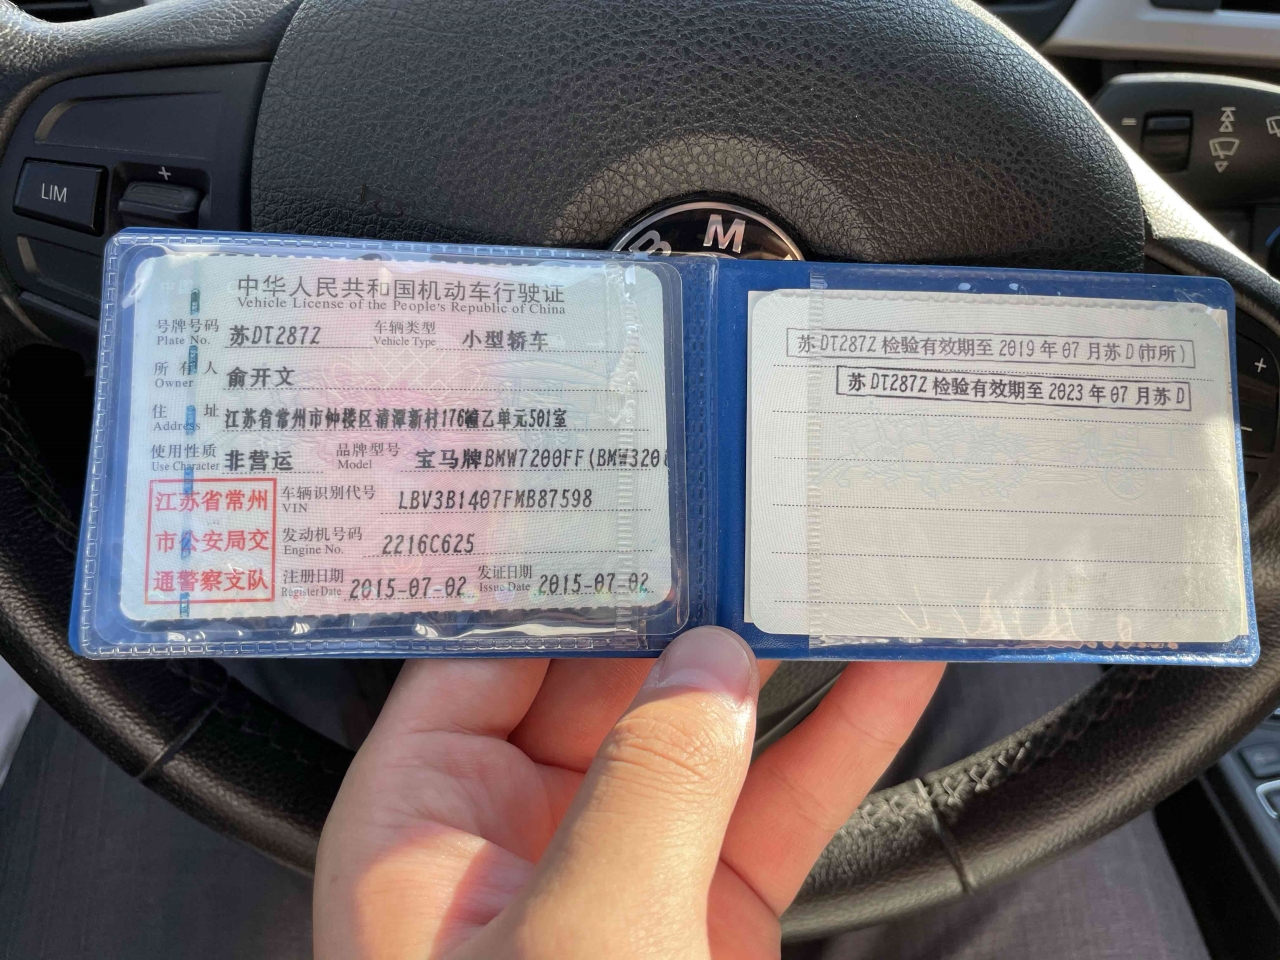 LIM
+
B M
中华人民共和国机动车行驶证
Vehicle License of the People's Republic of China
号牌号码 苏DT287Z 车辆类型 小型轿车
Plate No. Vehicle Type
所有人 俞开文
Owner
住址 江苏省常州市钟楼区清潭新村176幢乙单元501室
Address
使用性质 非营运 品牌型号 宝马牌BMW7200FF(BMW320
Use Character Model
江苏省常州
市公安局交
通警察支队
车辆识别代号 LBV3B1407FMB87598
VIN
发动机号码 2216C625
Engine No.
注册日期 2015-07-02 发证日期 2015-07-02
Register Date Issue Date
苏DT287Z检验有效期至2019年07月苏D(市所)
苏DT287Z检验有效期至2023年07月苏D